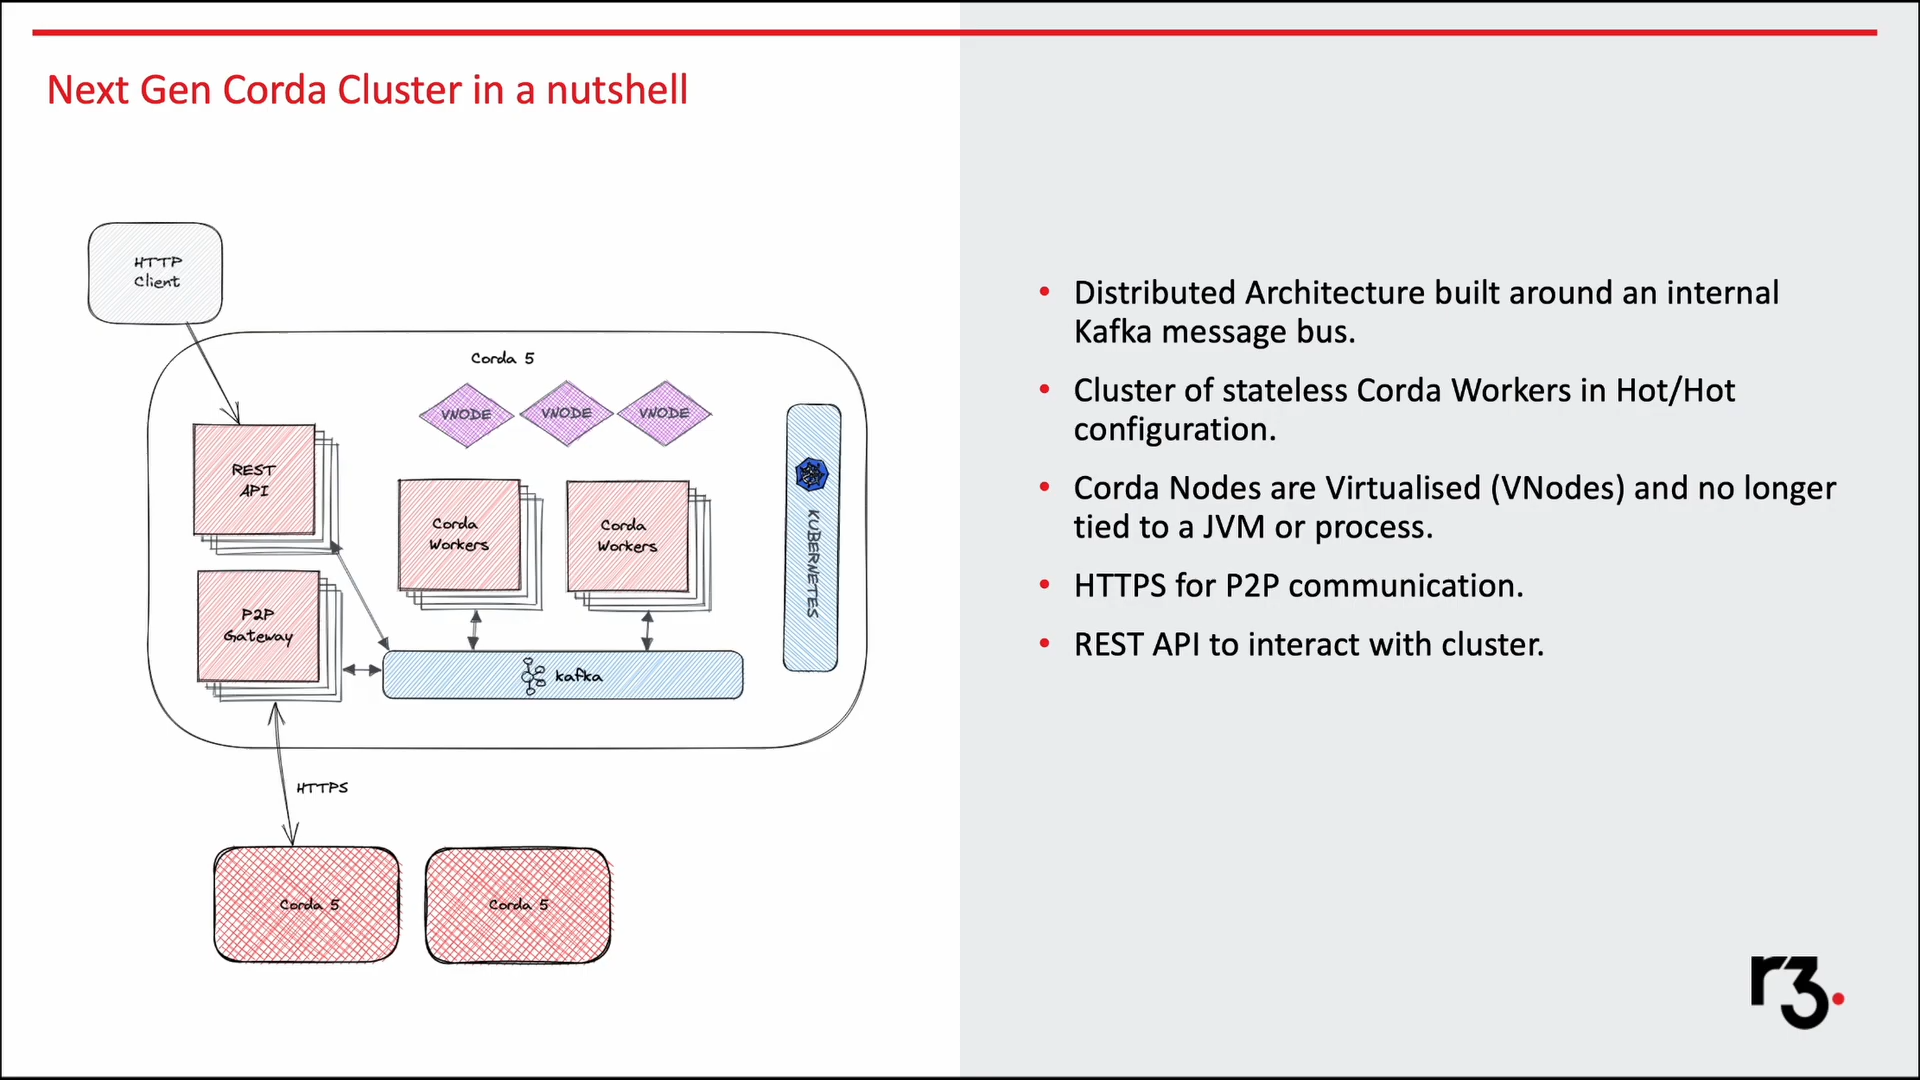 Next Gen Corda Cluster in a nutshell
HTTP
Client
Corda 5
VNODE
VNODE
VNODE
REST
API
Corda
Workers
Corda
Workers
KUBERNETES
P2P
Gateway
kafka
HTTPS
Corda 5
Corda 5
• Distributed Architecture built around an internal
Kafka message bus.
• Cluster of stateless Corda Workers in Hot/Hot
configuration.
• Corda Nodes are Virtualised (VNodes) and no longer
tied to a JVM or process.
• HTTPS for P2P communication.
• REST API to interact with cluster.
r3.